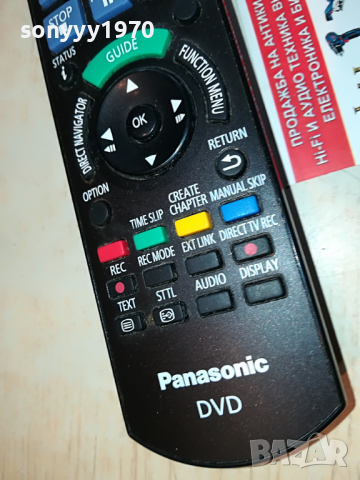 sonyyy1970
STOP
STATUS
i
GUIDE
FUNCTION MENU
DIRECT NAVIGATOR
OK
RETURN
OPTION
TIME SLIP
CREATE
CHAPTER
MANUAL SKIP
REC
REC MODE
EXT LINK
DIRECT TV REC
TEXT
STTL
AUDIO
DISPLAY
Panasonic
DVD
ПРОДАЖБА НА АНТИКИ
АУДИО ТЕХНИКА
Hi-Fi И АУДИО
ЕЛЕКТРОНИКА И
BAZAR